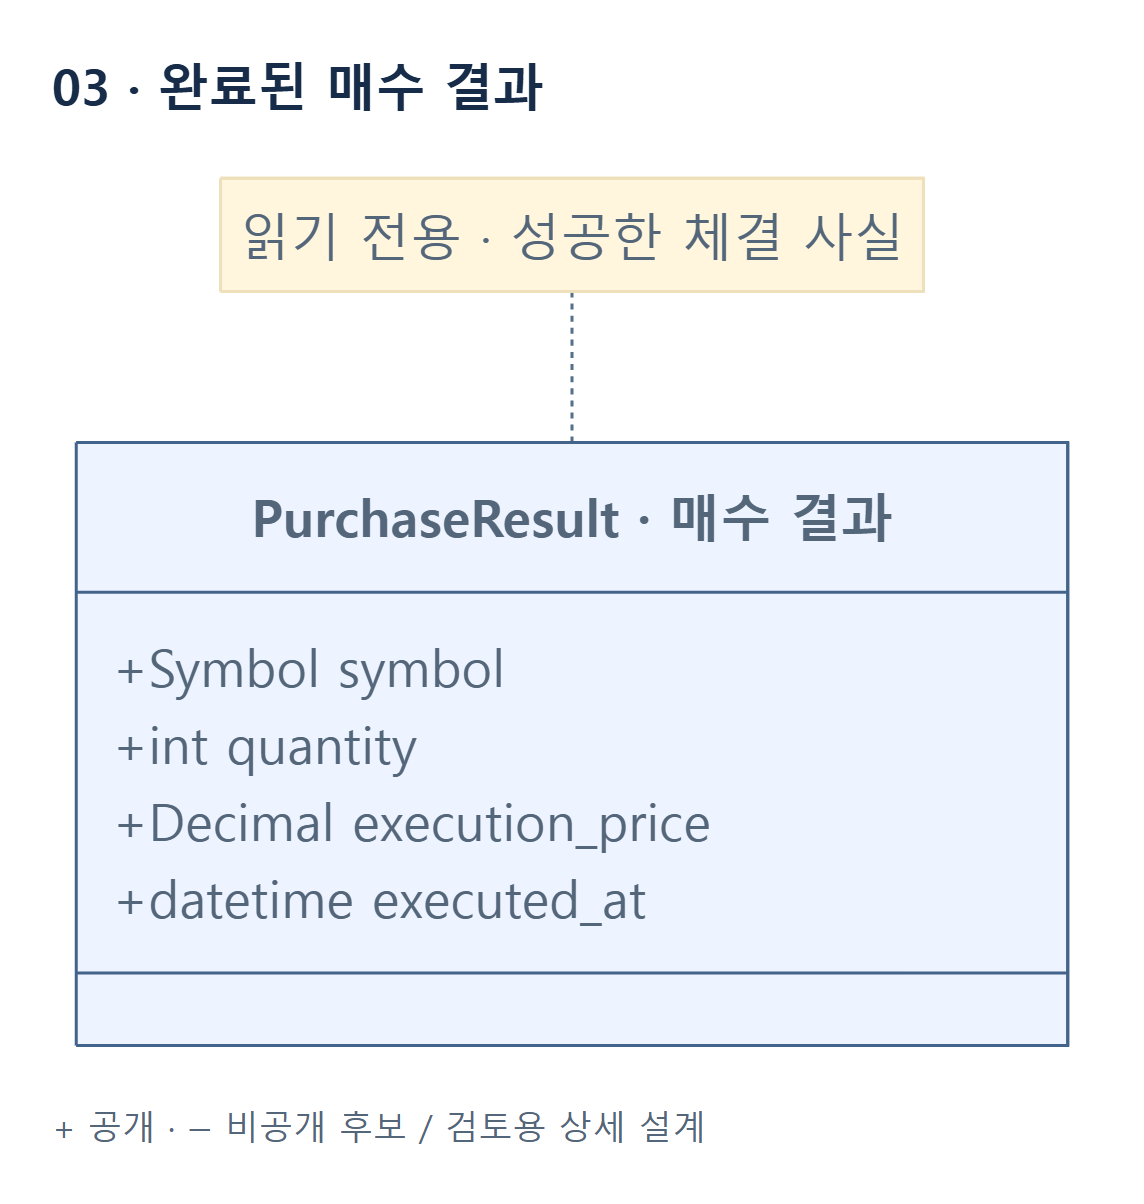 03 · 완료된 매수 결과
읽기 전용 · 성공한 체결 사실
PurchaseResult · 매수 결과
+Symbol symbol
+int quantity
+Decimal execution_price
+datetime executed_at
+ 공개 · − 비공개 후보 / 검토용 상세 설계